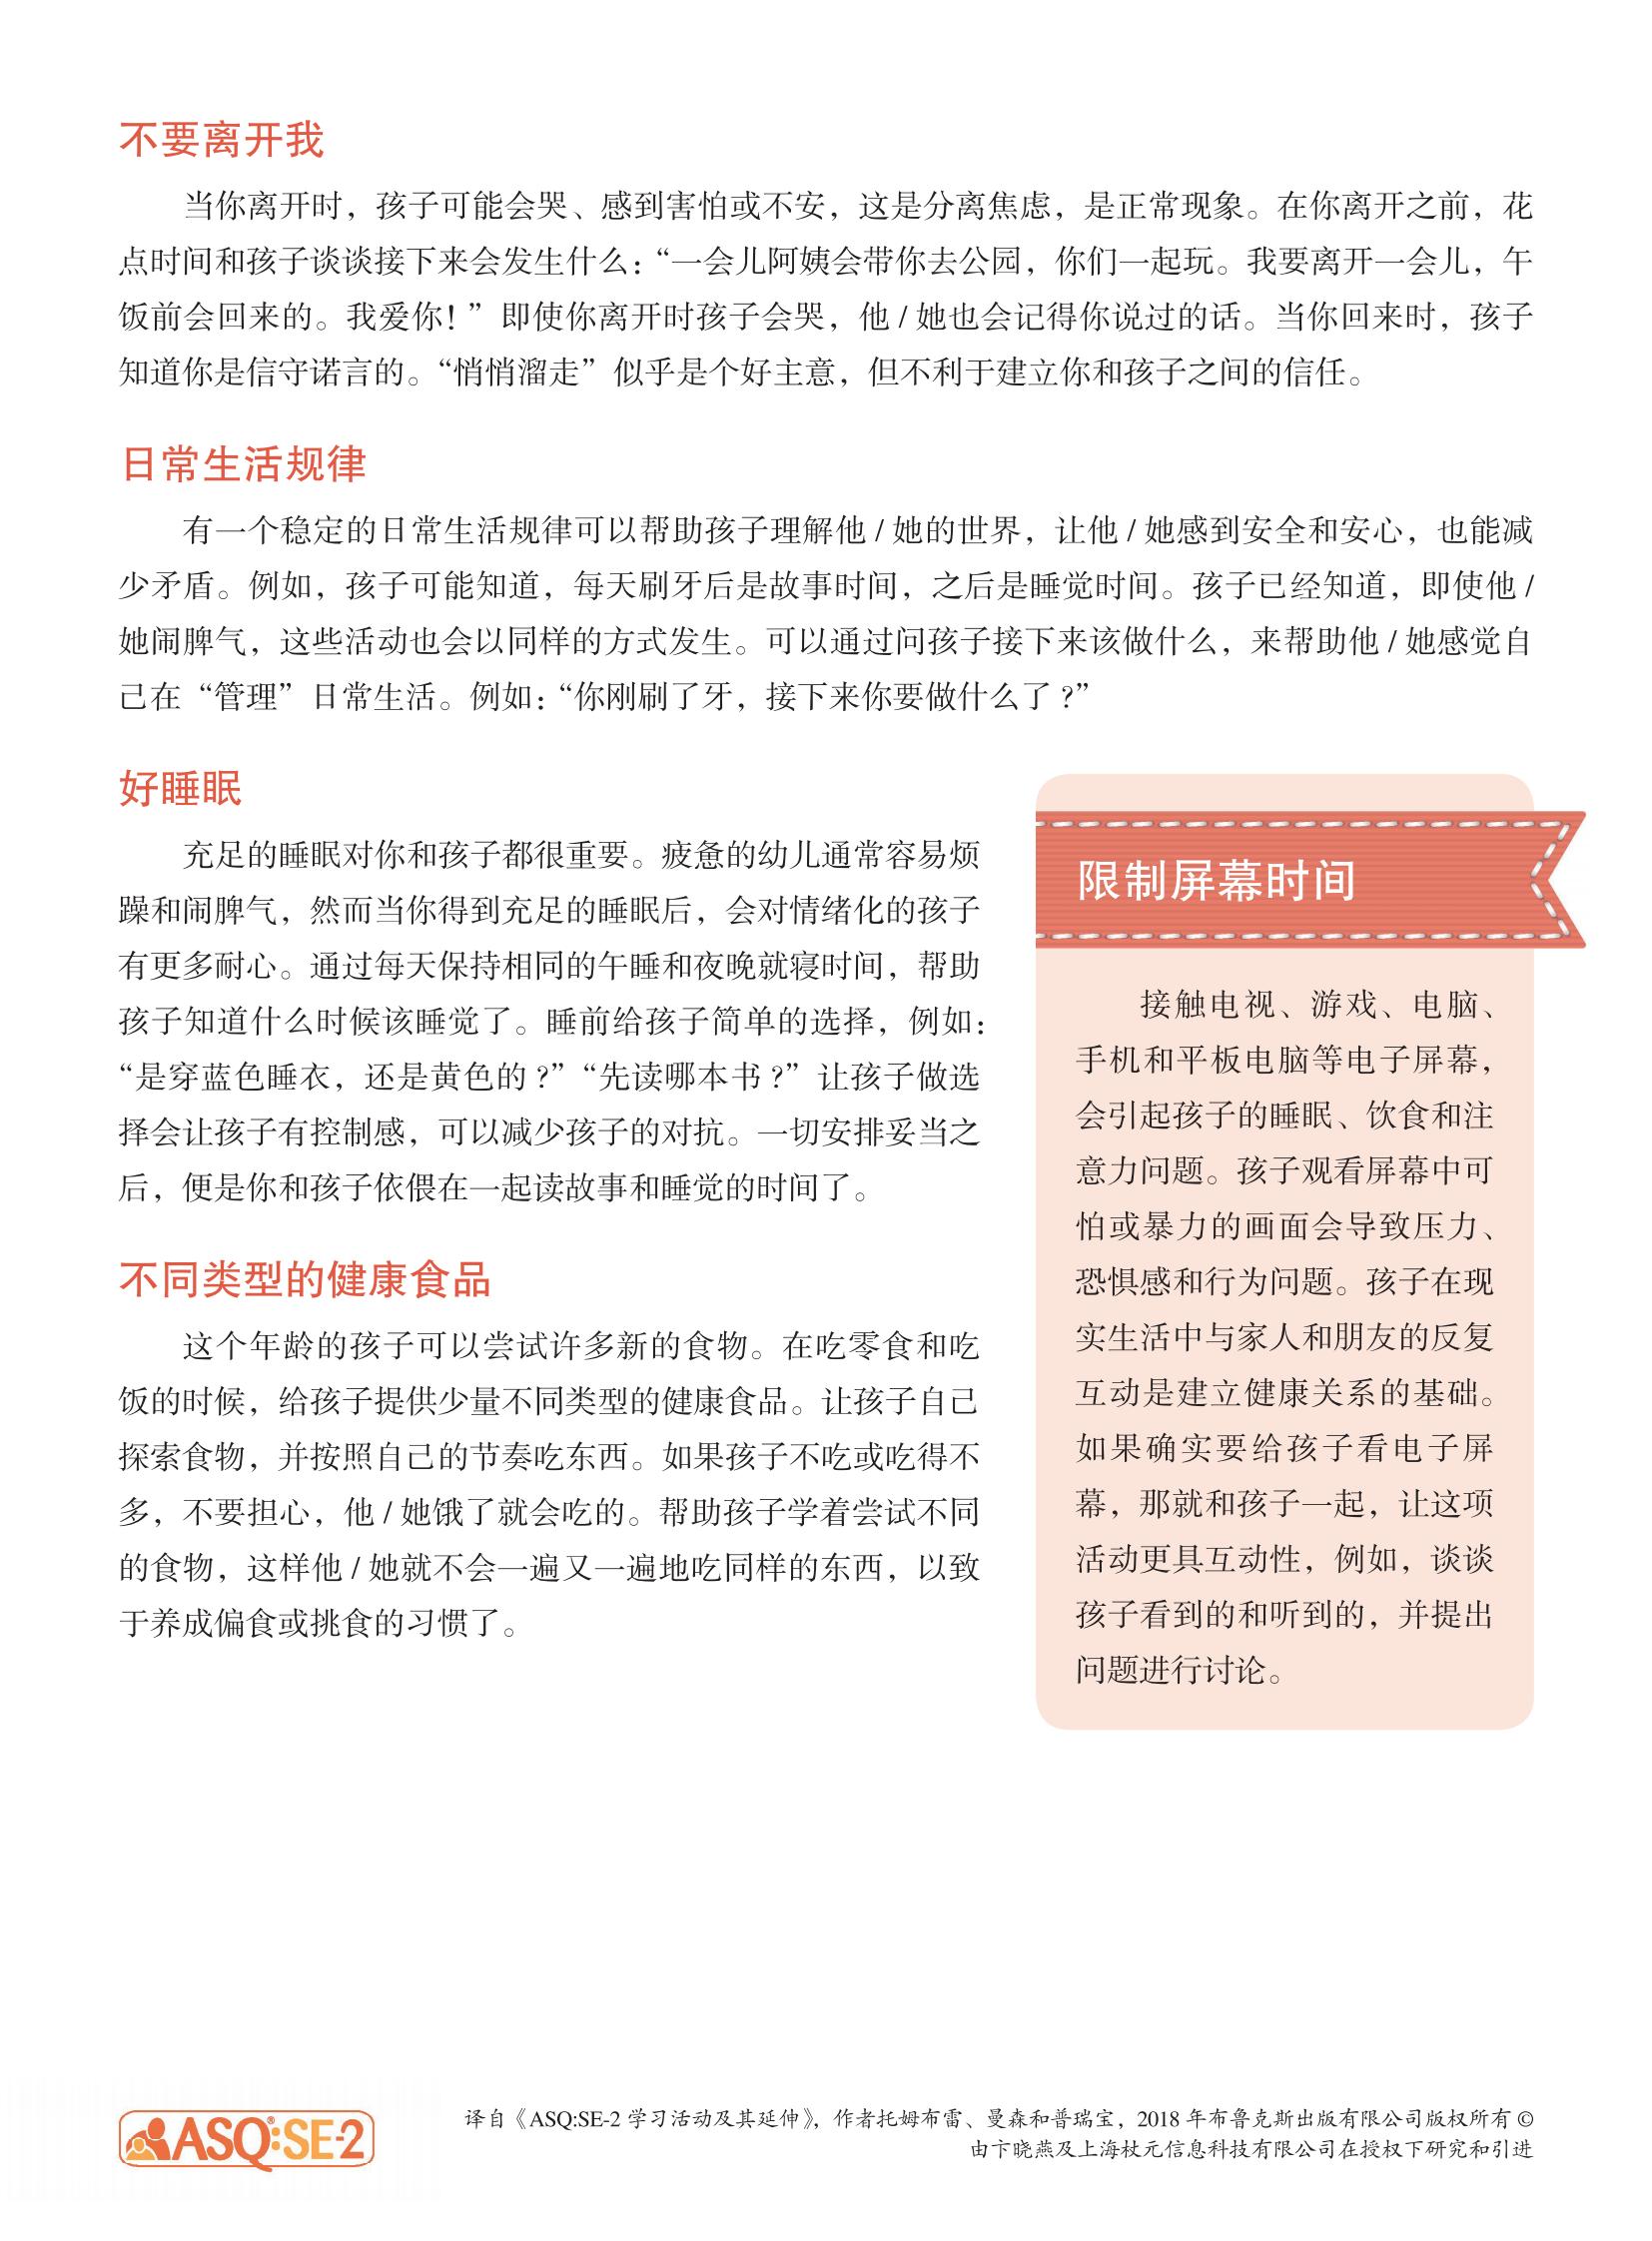 不要离开我
当你离开时，孩子可能会哭、感到害怕或不安，这是分离焦虑，是正常现象。在你离开之前，花
点时间和孩子谈谈接下来会发生什么：“一会儿阿姨会带你去公园，你们一起玩。我要离开一会儿，午
饭前会回来的。我爱你！”即使你离开时孩子会哭，他 / 她也会记得你说过的话。当你回来时，孩子
知道你是信守诺言的。“悄悄溜走”似乎是个好主意，但不利于建立你和孩子之间的信任。
日常生活规律
有一个稳定的日常生活规律可以帮助孩子理解他 / 她的世界，让他 / 她感到安全和安心，也能减
少矛盾。例如，孩子可能知道，每天刷牙后是故事时间，之后是睡觉时间。孩子已经知道，即使他 /
她闹脾气，这些活动也会以同样的方式发生。可以通过问孩子接下来该做什么，来帮助他 / 她感觉自
己在“管理”日常生活。例如：“你刚刷了牙，接下来你要做什么了？”
好睡眠
充足的睡眠对你和孩子都很重要。疲惫的幼儿通常容易烦
躁和闹脾气，然而当你得到充足的睡眠后，会对情绪化的孩子
有更多耐心。通过每天保持相同的午睡和夜晚就寝时间，帮助
孩子知道什么时候该睡觉了。睡前给孩子简单的选择，例如：
“是穿蓝色睡衣，还是黄色的？”“先读哪本书？”让孩子做选
择会让孩子有控制感，可以减少孩子的对抗。一切安排妥当之
后，便是你和孩子依偎在一起读故事和睡觉的时间了。
不同类型的健康食品
这个年龄的孩子可以尝试许多新的食物。在吃零食和吃
饭的时候，给孩子提供少量不同类型的健康食品。让孩子自己
探索食物，并按照自己的节奏吃东西。如果孩子不吃或吃得不
多，不要担心，他 / 她饿了就会吃的。帮助孩子学着尝试不同
的食物，这样他 / 她就不会一遍又一遍地吃同样的东西，以致
于养成偏食或挑食的习惯了。
限制屏幕时间
接触电视、游戏、电脑、
手机和平板电脑等电子屏幕，
会引起孩子的睡眠、饮食和注
意力问题。孩子观看屏幕中可
怕或暴力的画面会导致压力、
恐惧感和行为问题。孩子在现
实生活中与家人和朋友的反复
互动是建立健康关系的基础。
如果确实要给孩子看电子屏
幕，那就和孩子一起，让这项
活动更具互动性，例如，谈谈
孩子看到的和听到的，并提出
问题进行讨论。
ASQ®:SE-2
译自《ASQ:SE-2 学习活动及其延伸》，作者托姆布雷、曼森和普瑞宝，2018 年布鲁克斯出版有限公司版权所有 ©
由卞晓燕及上海杖元信息科技有限公司在授权下研究和引进